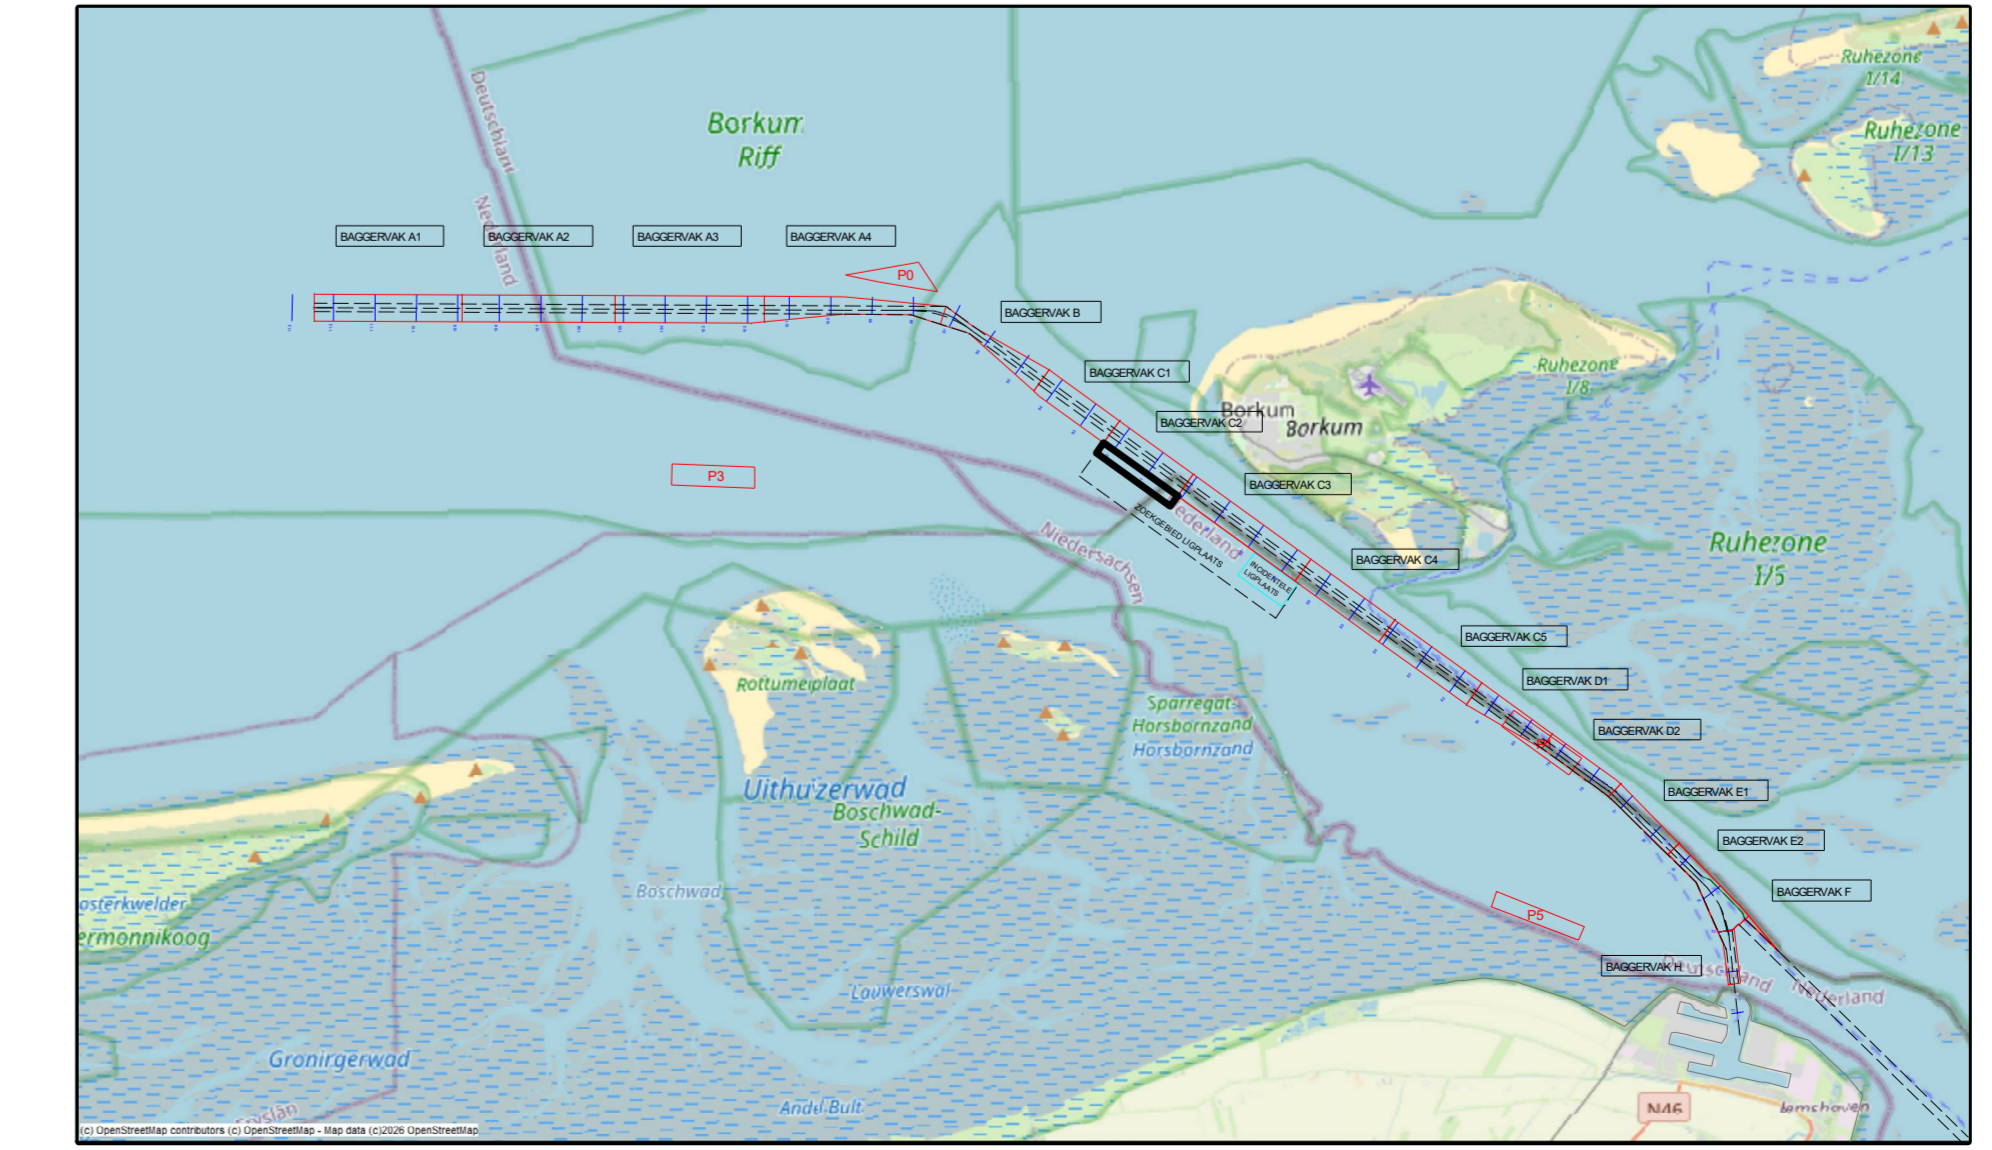 Ruhezone
I/14
Deutschland
Borkum
Riff
Ruhezone
I/13
Nederland
BAGGERVAK A1
BAGGERVAK A2
BAGGERVAK A3
BAGGERVAK A4
P0
BAGGERVAK B
BAGGERVAK C1
Ruhezone
I/8
Borkum
BAGGERVAK C2
Borkum
P3
BAGGERVAK C3
ZOEKGEBIED LIGPLAATS
Nederland
Niedersachsen
INCIDENTELE
LIGPLAATS
BAGGERVAK C4
Ruhezone
I/5
BAGGERVAK C5
Rottumerplaat
BAGGERVAK D1
Sparregat-
Horsbornzand
Horsbornzand
BAGGERVAK D2
Uithuizerwad
Boschwad-
Schild
BAGGERVAK E1
BAGGERVAK E2
Boschwad
BAGGERVAK F
osterkwelder
P5
ermonnikoog
BAGGERVAK H
Deutschland
Nederland
Lauwerswal
Groningerwad
Andel-Bult
Fryslân
N46
Eemshaven
(c) OpenStreetMap contributors (c) OpenStreetMap - Map data (c)2026 OpenStreetMap